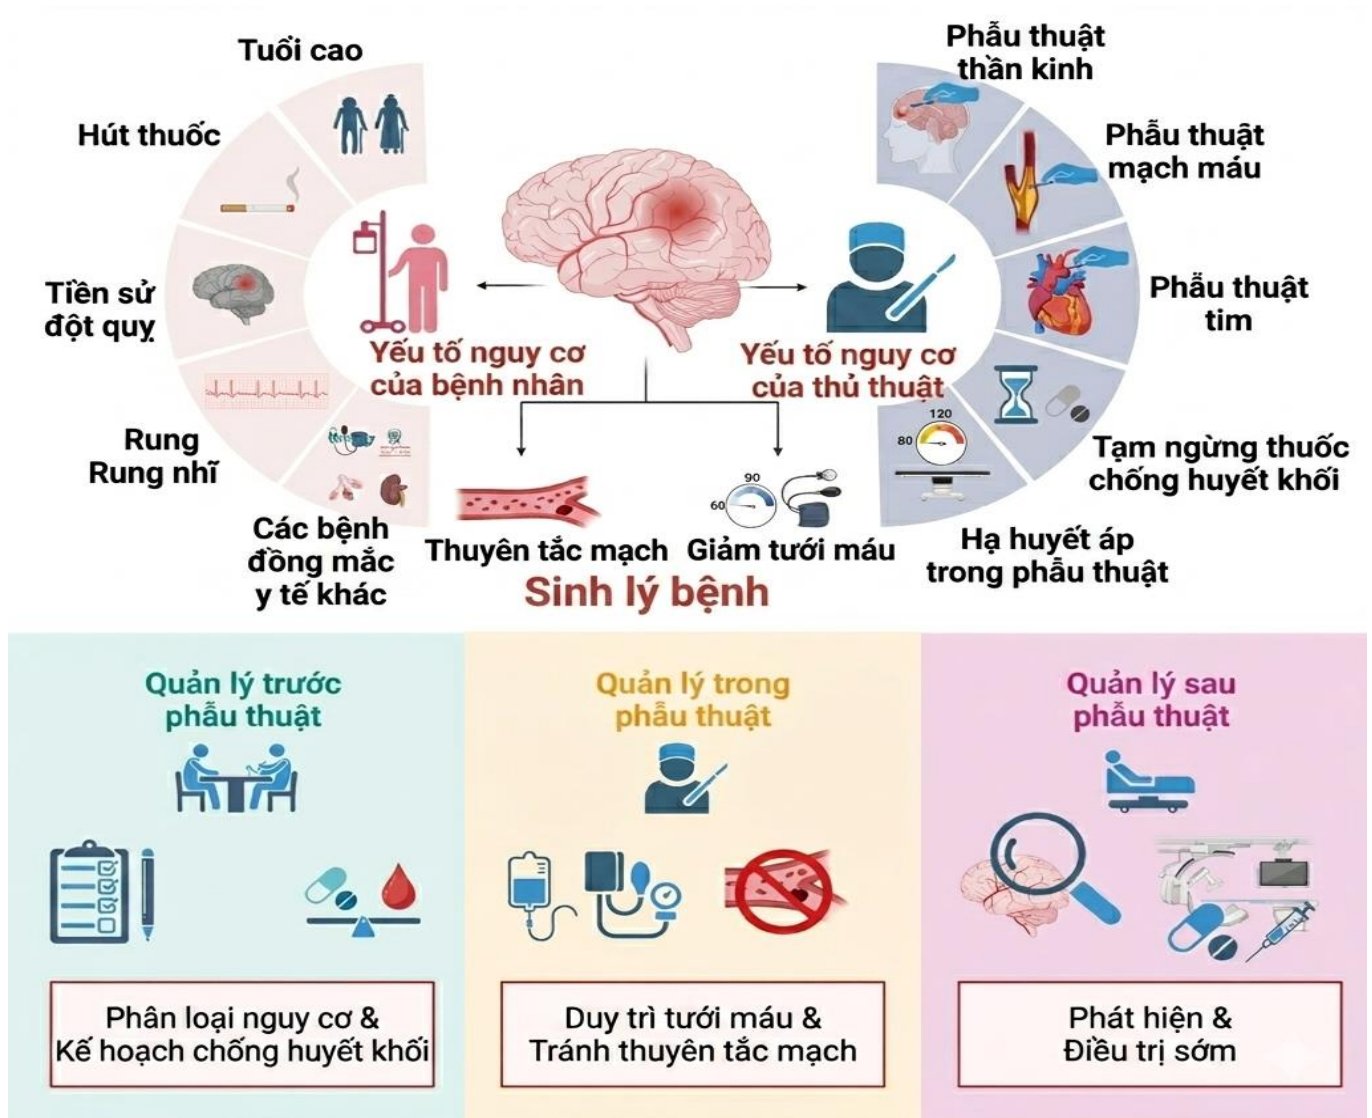 Tuổi cao
Hút thuốc
Tiền sử
đột quỵ
Rung
Rung nhĩ
Các bệnh
đồng mắc
y tế khác
Yếu tố nguy cơ
của bệnh nhân
Phẫu thuật
thần kinh
Phẫu thuật
mạch máu
Phẫu thuật
tim
Tạm ngừng thuốc
chống huyết khối
Hạ huyết áp
trong phẫu thuật
120
80
Yếu tố nguy cơ
của thủ thuật
90
60
Thuyên tắc mạch
Giảm tưới máu
Sinh lý bệnh
Quản lý trước
phẫu thuật
Phân loại nguy cơ &
Kế hoạch chống huyết khối
Quản lý trong
phẫu thuật
Duy trì tưới máu &
Tránh thuyên tắc mạch
Quản lý sau
phẫu thuật
Phát hiện &
Điều trị sớm